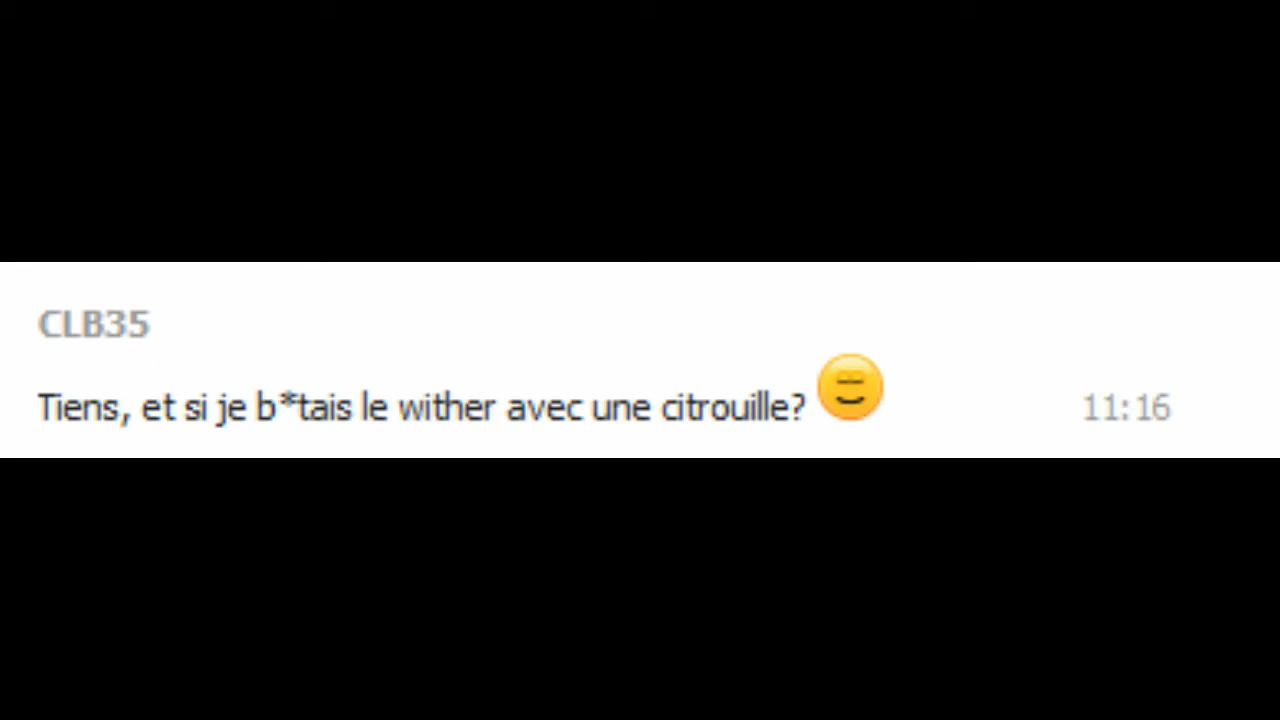 CLB35
Tiens, et si je b*tais le wither avec une citrouille? 😌
11:16